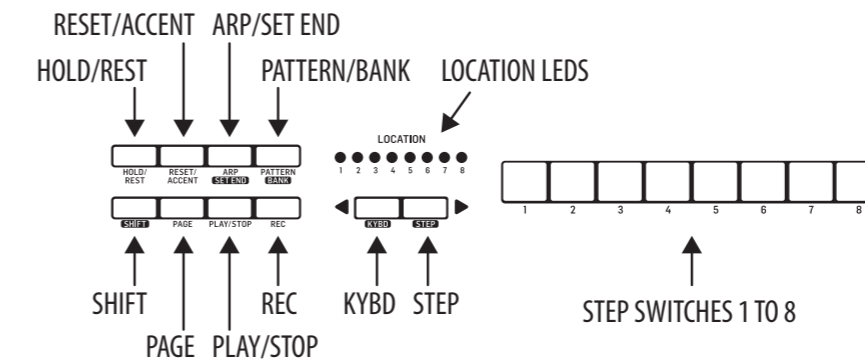 RESET/ACCENT ARP/SET END
HOLD/REST PATTERN/BANK LOCATION LEDS
LOCATION
1 2 3 4 5 6 7 8
HOLD/ RESET/ ARP PATTERN
REST ACCENT SET END BANK
1 2 3 4 5 6 7 8
SHIFT PAGE PLAY/STOP REC KYBD STEP
SHIFT REC KYBD STEP STEP SWITCHES 1 TO 8
PAGE PLAY/STOP